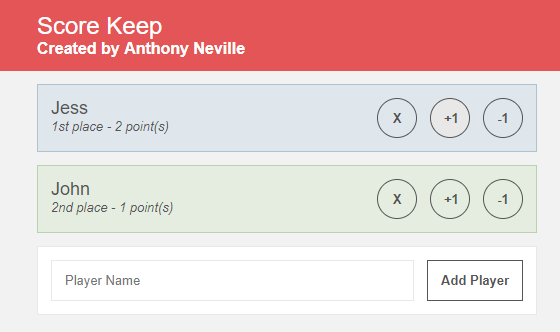 Score Keep
Created by Anthony Neville
Jess
1st place - 2 point(s)
X +1 -1
John
2nd place - 1 point(s)
X +1 -1
Player Name
Add Player